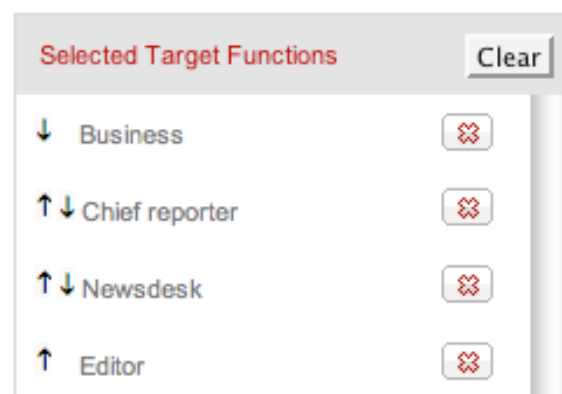 Selected Target Functions Clear
↓ Business
↑↓ Chief reporter
↑↓ Newsdesk
↑ Editor